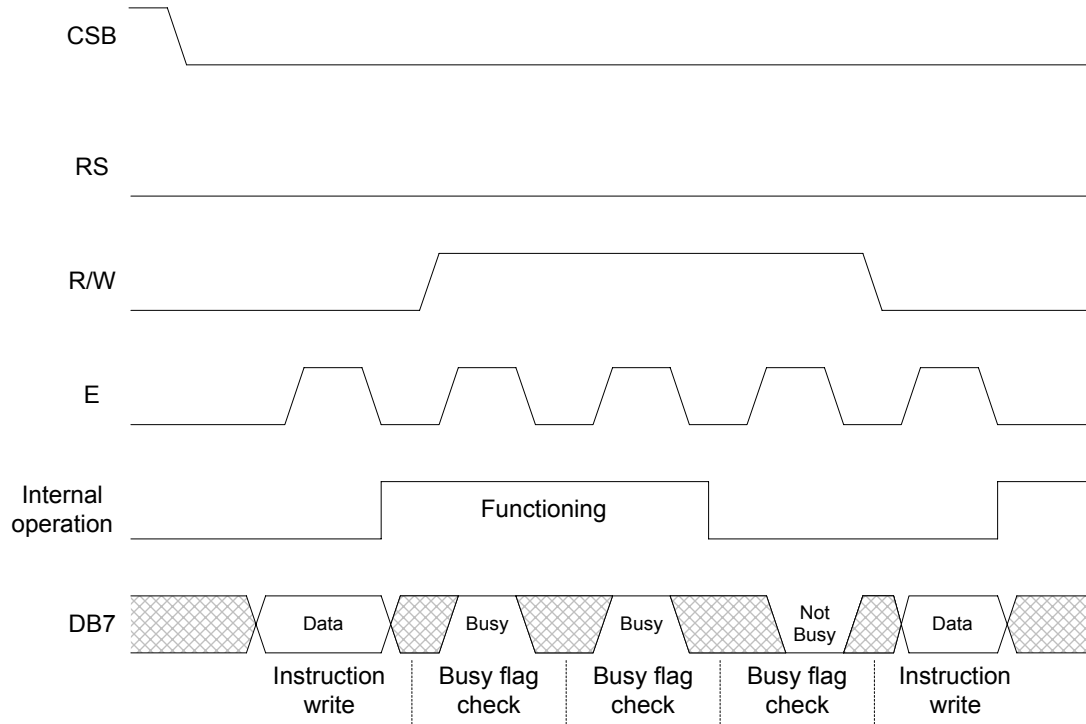 CSB
RS
R/W
E
Internal
operation
Functioning
DB7
Data
Busy
Busy
Not
Busy
Data
Instruction
write
Busy flag
check
Busy flag
check
Busy flag
check
Instruction
write